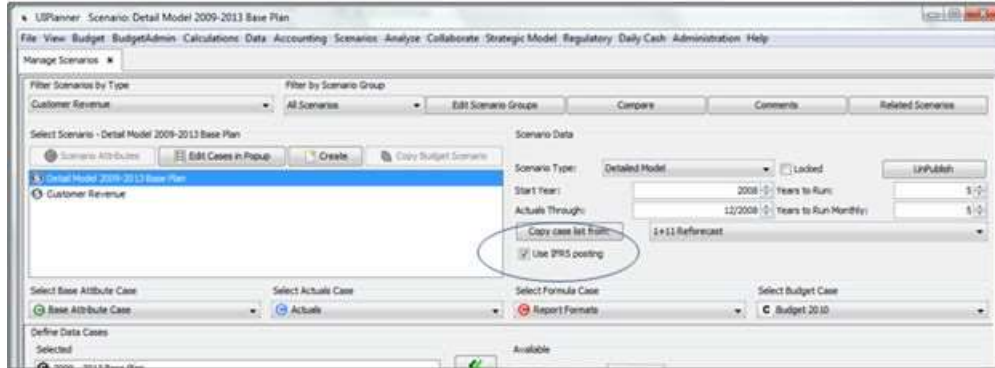 UIPlanner Scenario: Detail Model 2009-2013 Base Plan
File View Budget BudgetAdmin Calculations Data Accounting Scenarios Analyze Collaborate Strategic Model Regulatory Daily Cash Administration Help
Manage Scenarios
Filter Scenarios by Type Filter by Scenario Group
Customer Revenue All Scenarios Edit Scenario Groups Compare Comments Related Scenarios
Select Scenario - Detail Model 2009-2013 Base Plan Scenario Data
Scenario Attributes Edit Cases in Popup Create Copy Budget Scenario
Scenario Type: Detailed Model Locked UnPublish
Detail Model 2009-2013 Base Plan
Customer Revenue
Start Year: 2008 Years to Run: 5
Actuals Through: 12/2008 Years to Run Monthly: 5
Copy case list from: 1+11 Reforecast
Use IFRS posting
Select Base Attibute Case Select Actuals Case Select Formula Case Select Budget Case
Base Attribute Case Actuals Report Formats C Budget 2010
Define Data Cases
Selected Available
2009 - 2013 Base Plan